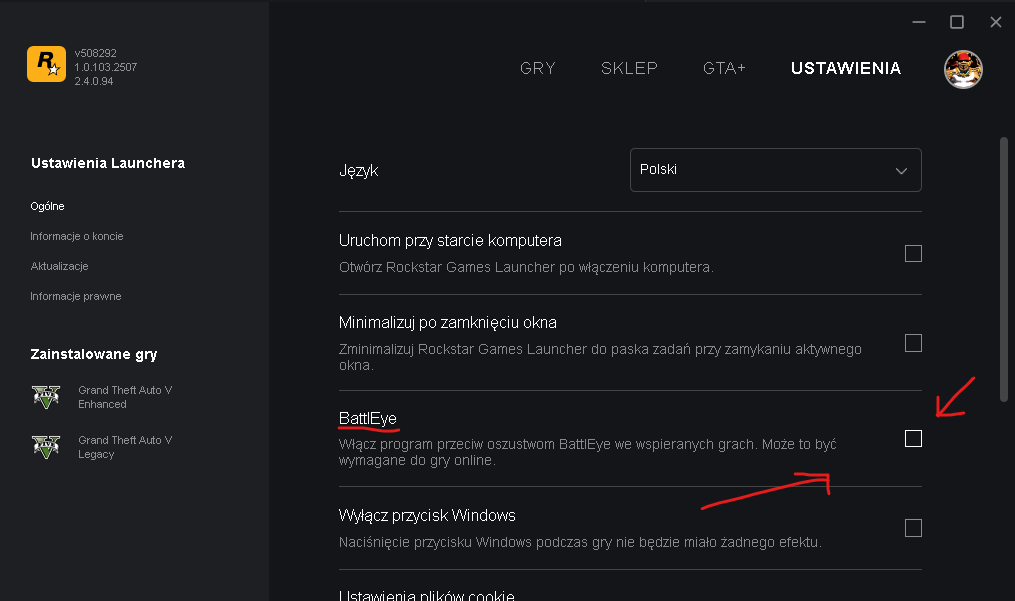 v508292
1.0.103.2507
2.4.0.94
GRY
SKLEP
GTA+
USTAWIENIA
Ustawienia Launchera
Ogólne
Informacje o koncie
Aktualizacje
Informacje prawne
Zainstalowane gry
Grand Theft Auto V
Enhanced
Grand Theft Auto V
Legacy
Język
Polski
Uruchom przy starcie komputera
Otwórz Rockstar Games Launcher po włączeniu komputera.
Minimalizuj po zamknięciu okna
Zminimalizuj Rockstar Games Launcher do paska zadań przy zamykaniu aktywnego
okna.
BattlEye
Włącz program przeciw oszustwom BattlEye we wspieranych grach. Może to być
wymagane do gry online.
Wyłącz przycisk Windows
Naciśnięcie przycisku Windows podczas gry nie będzie miało żadnego efektu.
Ustawienia plików cookie